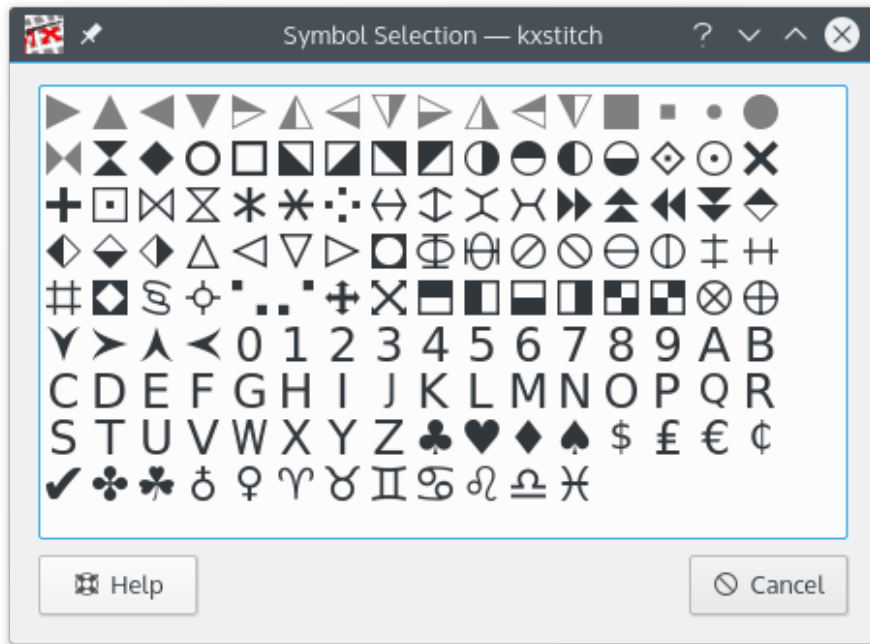 Symbol Selection — kxstitch
0 1 2 3 4 5 6 7 8 9 A B
C D E F G H I J K L M N O P Q R
S T U V W X Y Z ♣ ♥ ♦ ♠ $ ₤ € ¢
✔ ✤ ☘ ♁ ♀ ♈ ♉ ♊ ♋ ♌ ♎ ♓
Help
Cancel